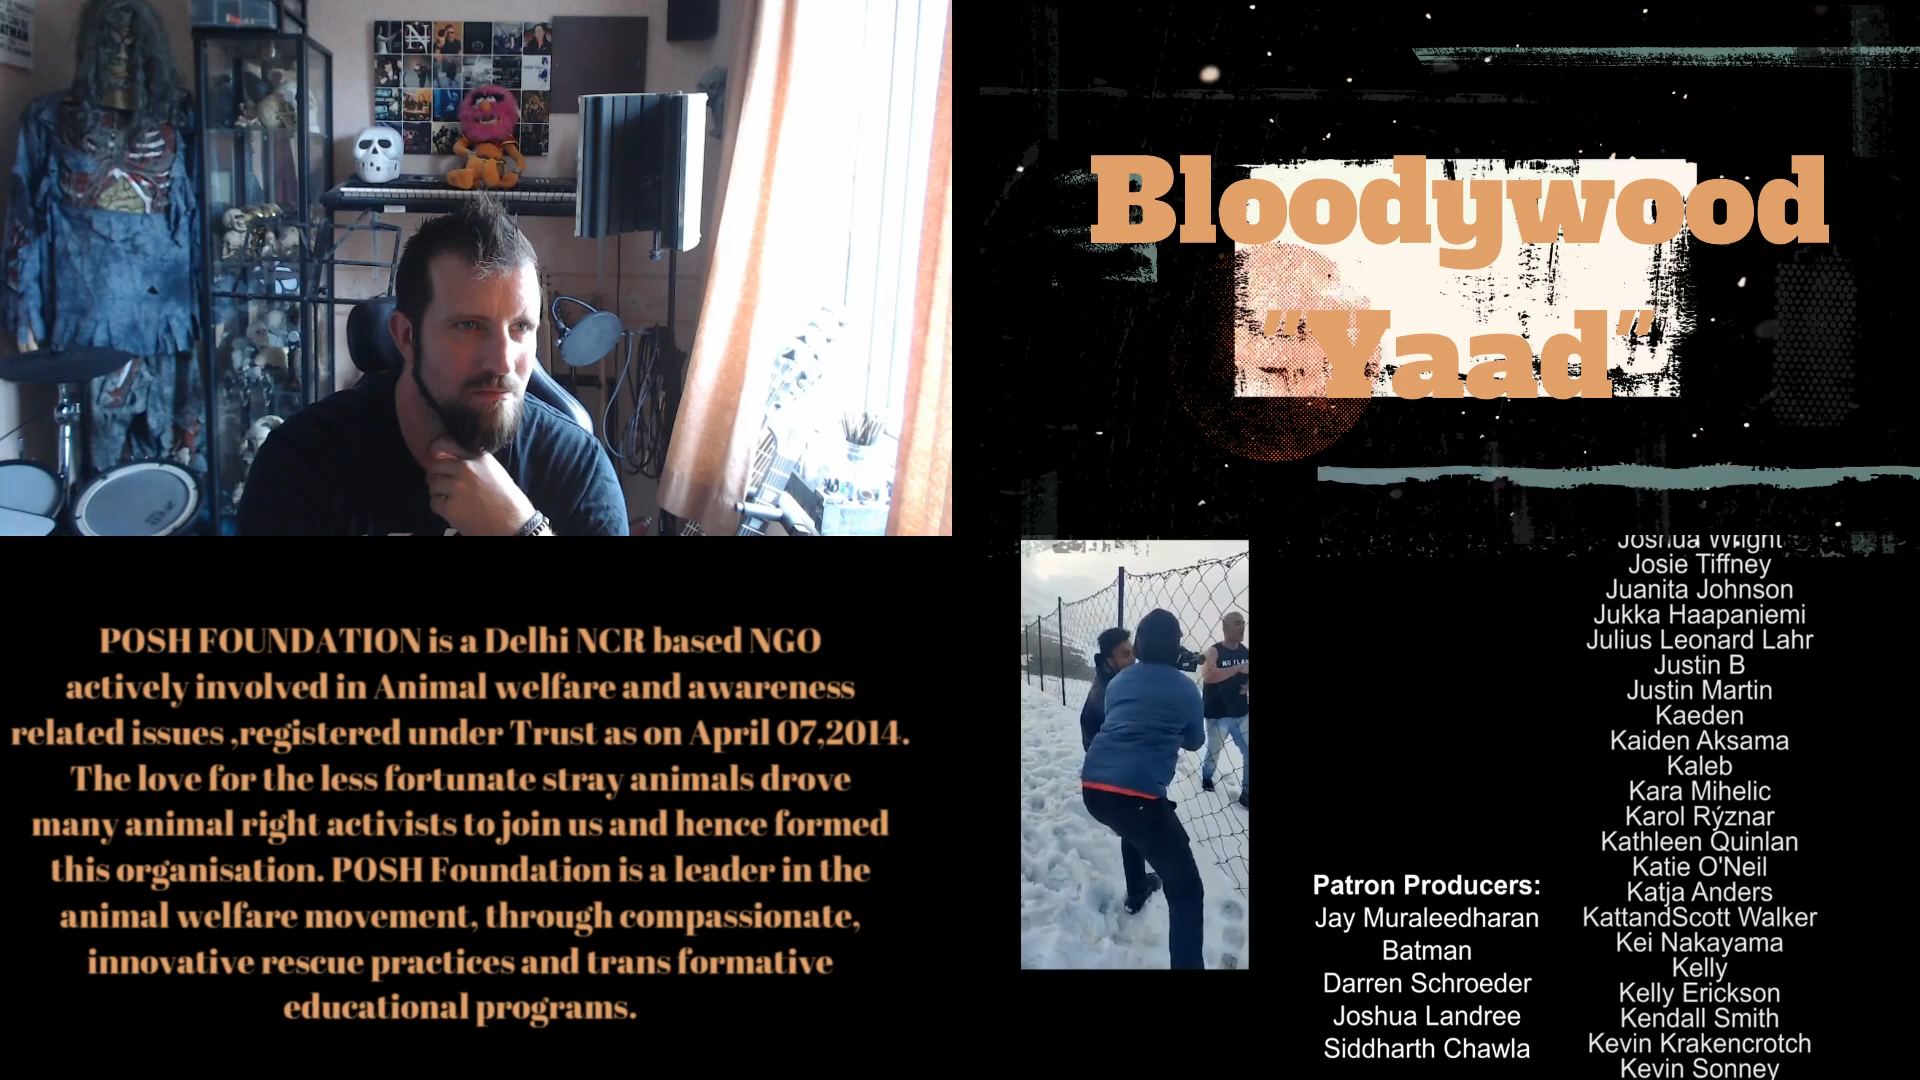 BATMAN
N
Bloodywood
"Yaad"
POSH FOUNDATION is a Delhi NCR based NGO
actively involved in Animal welfare and awareness
related issues ,registered under Trust as on April 07,2014.
The love for the less fortunate stray animals drove
many animal right activists to join us and hence formed
this organisation. POSH Foundation is a leader in the
animal welfare movement, through compassionate,
innovative rescue practices and trans formative
educational programs.
NO FLAG
Patron Producers:
Jay Muraleedharan
Batman
Darren Schroeder
Joshua Landree
Siddharth Chawla
Joshua Wright
Josie Tiffney
Juanita Johnson
Jukka Haapaniemi
Julius Leonard Lahr
Justin B
Justin Martin
Kaeden
Kaiden Aksama
Kaleb
Kara Mihelic
Karol Rýznar
Kathleen Quinlan
Katie O'Neil
Katja Anders
KattandScott Walker
Kei Nakayama
Kelly
Kelly Erickson
Kendall Smith
Kevin Krakencrotch
Kevin Sonney